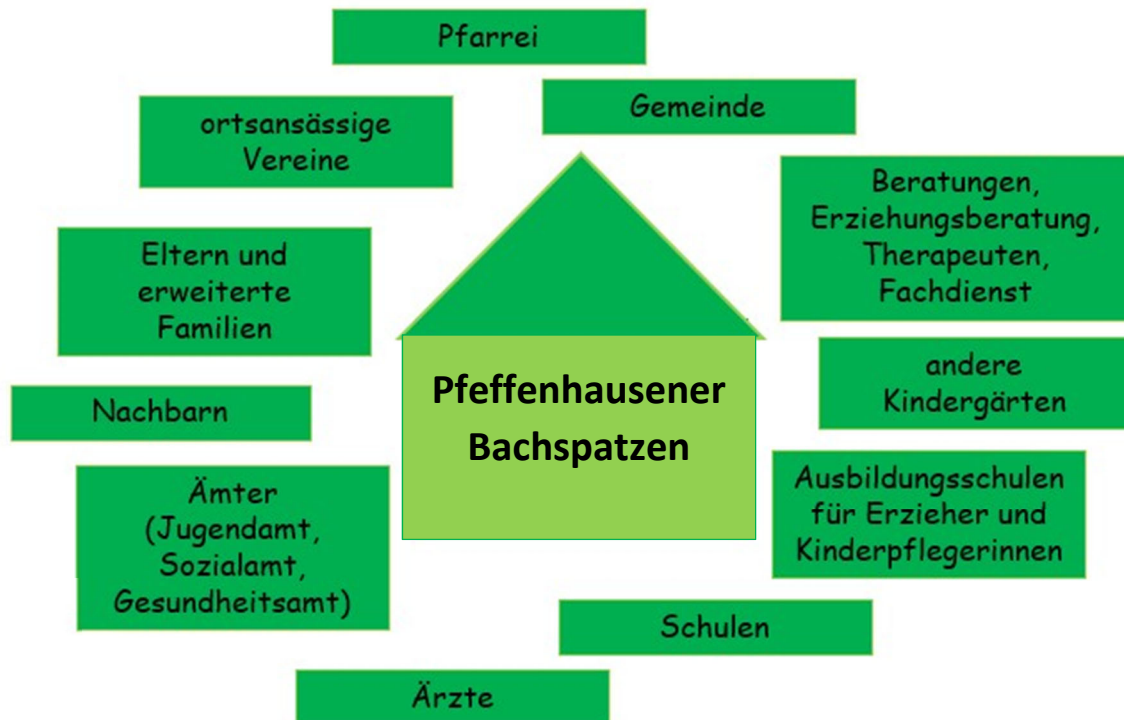 Pfarrei
Gemeinde
ortsansässige
Vereine
Beratungen,
Erziehungsberatung,
Therapeuten,
Fachdienst
Eltern und
erweiterte
Familien
andere
Kindergärten
Pfeffenhausener
Bachspatzen
Nachbarn
Ämter
(Jugendamt,
Sozialamt,
Gesundheitsamt)
Ausbildungsschulen
für Erzieher und
Kinderpflegerinnen
Schulen
Ärzte